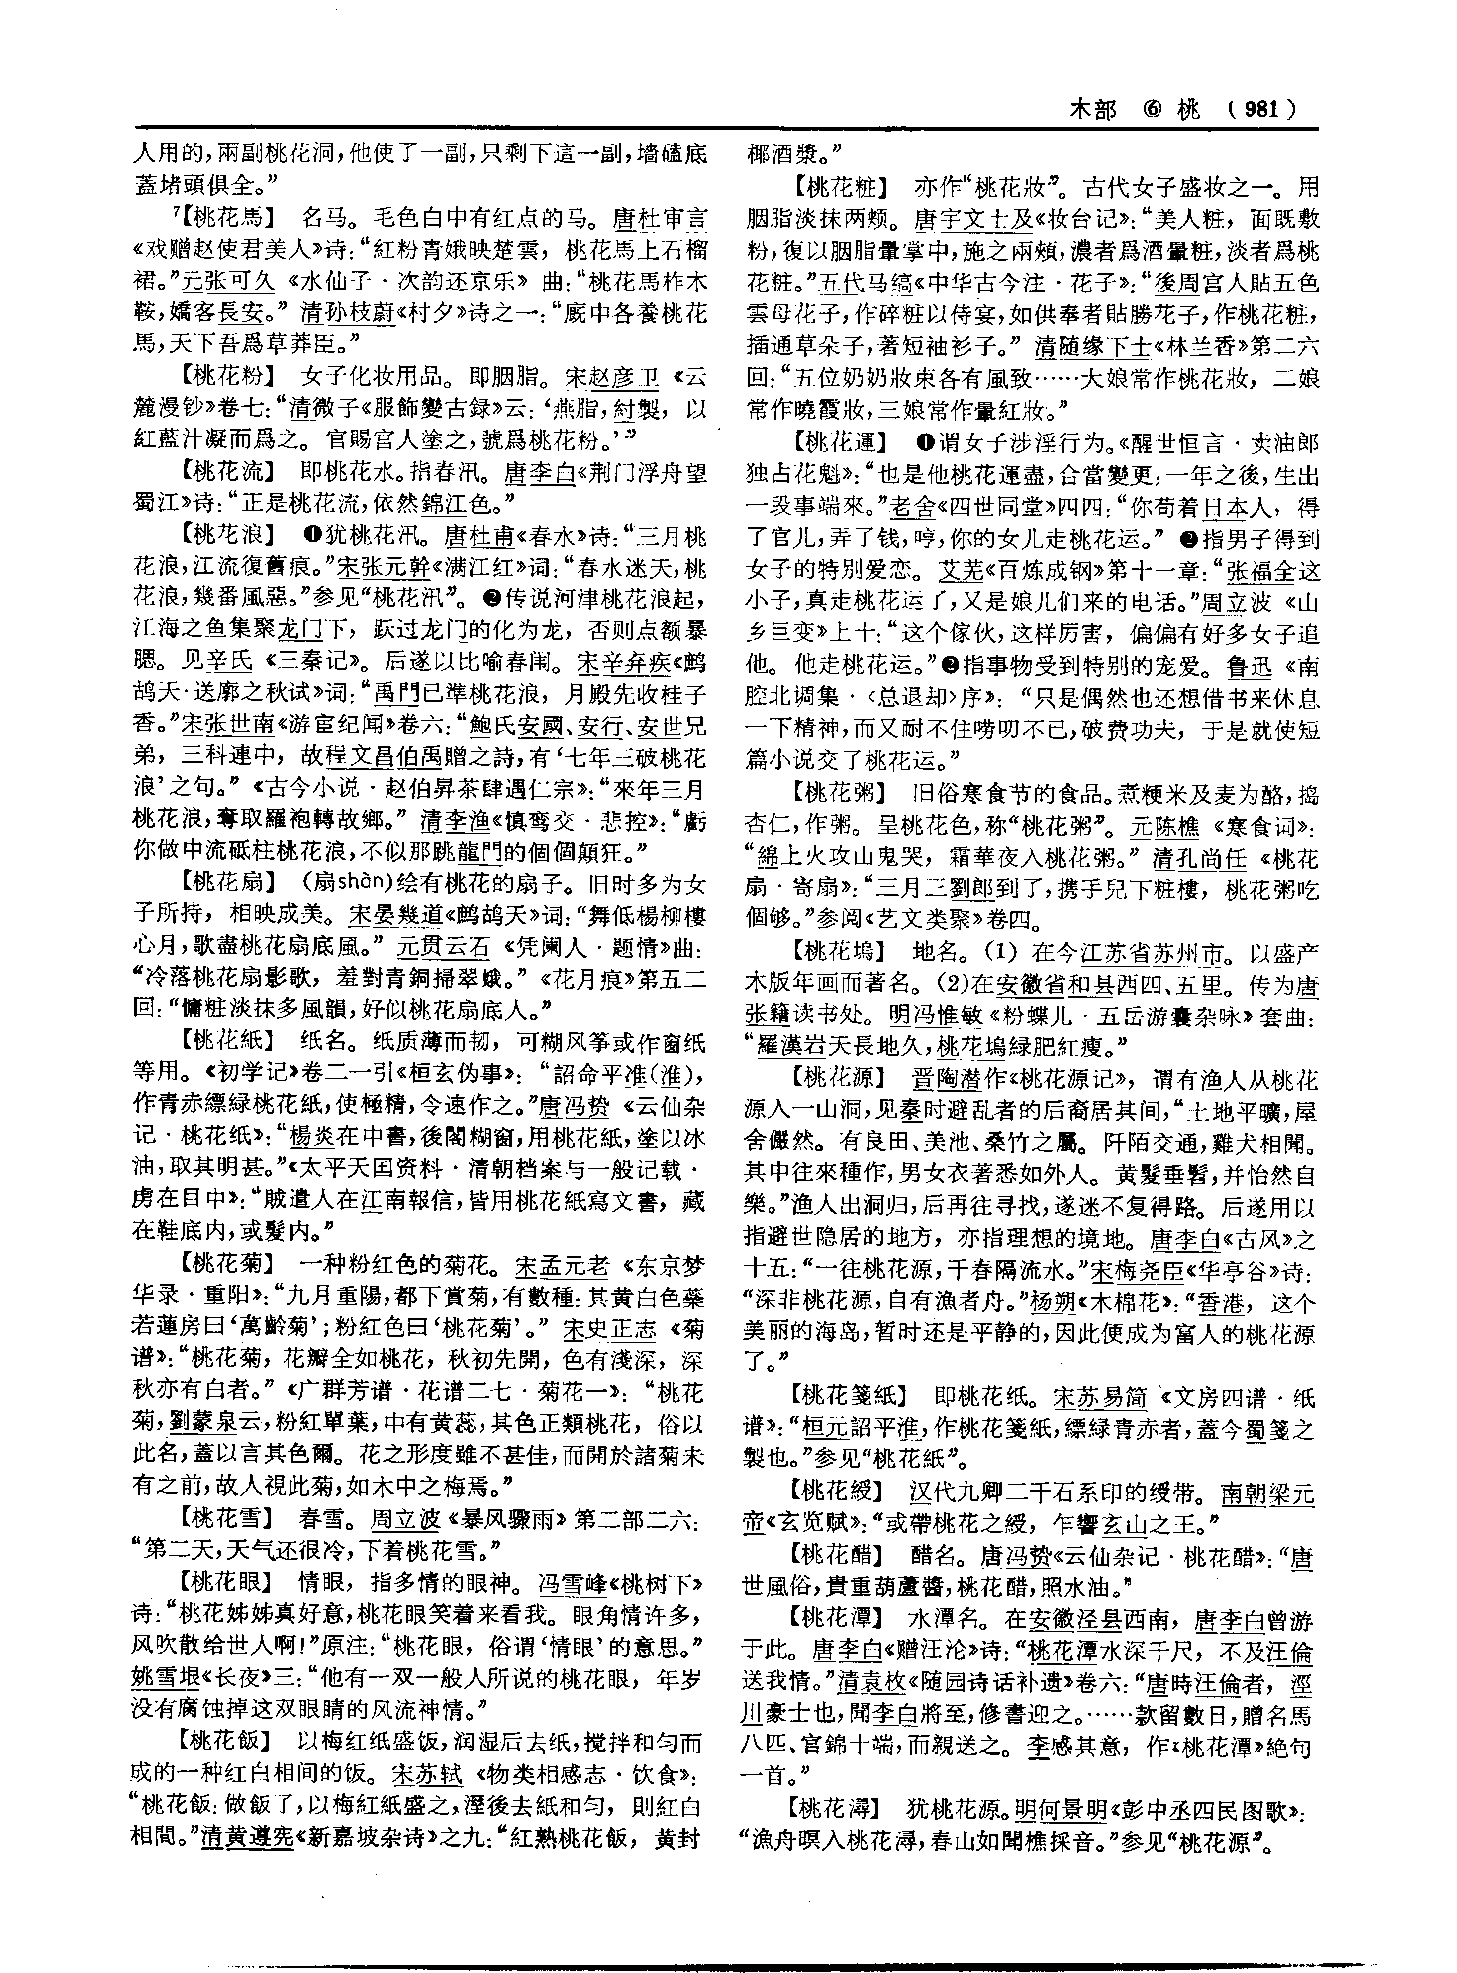 木部 ⑥ 桃 (981)
人用的,兩副桃花洞,他使了一副,只剩下這一副,墙磕底
蓋堵頭俱全。”
【桃花馬】 名马。毛色白中有红点的马。唐杜审言
《戏赠赵使君美人》诗:“紅粉青娥映楚雲,桃花馬上石榴
裙。”元张可久《水仙子·次韵还京乐》曲:“桃花馬柞木
鞍,嬌客長安。”清孙枝蔚《村夕》诗之一:“廐中各養桃花
馬,天下吾爲草莽臣。”
【桃花粉】 女子化妆用品。即胭脂。宋赵彦卫《云
麓漫钞》卷七:“清微子《服飾變古録》云:‘燕脂,紂製,以
紅藍汁凝而爲之。官賜宮人塗之,號爲桃花粉。’”
【桃花流】 即桃花水。指春汛。唐李白《荆门浮舟望
蜀江》诗:“正是桃花流,依然錦江色。”
【桃花浪】 ❶犹桃花汛。唐杜甫《春水》诗:“三月桃
花浪,江流復舊痕。”宋张元幹《满江红》词:“春水迷天,桃
花浪,幾番風惡。”参见“桃花汛”。❷传说河津桃花浪起,
江海之鱼集聚龙门下,跃过龙门的化为龙,否则点额暴
腮。见辛氏《三秦记》。后遂以比喻春闱。宋辛弃疾《鹧
鸪天·送廓之秋试》词:“禹門已準桃花浪,月殿先收桂子
香。”宋张世南《游宦纪闻》卷六:“鮑氏安國、安行、安世兄
弟,三科連中,故程文昌伯禹贈之詩,有‘七年三破桃花
浪’之句。”《古今小说·赵伯昇茶肆遇仁宗》:“來年三月
桃花浪,奪取羅袍轉故鄉。”清李渔《慎鸾交·悲控》:“虧
你做中流砥柱桃花浪,不似那跳龍門的個個顛狂。”
【桃花扇】 (扇shàn)绘有桃花的扇子。旧时多为女
子所持,相映成美。宋晏幾道《鹧鸪天》词:“舞低楊柳樓
心月,歌盡桃花扇底風。”元贯云石《凭阑人·题情》曲:
“冷落桃花扇影歌,羞對青銅掃翠蛾。”《花月痕》第五二
回:“慵粧淡抹多風韻,好似桃花扇底人。”
【桃花紙】 纸名。纸质薄而韧,可糊风筝或作窗纸
等用。《初学记》卷二一引《桓玄伪事》:“詔命平准(淮),
作青赤縹緑桃花紙,使極精,令速作之。”唐冯贽《云仙杂
记·桃花纸》:“楊炎在中書,後閣糊窗,用桃花紙,塗以冰
油,取其明甚。”《太平天囯资料·清朝档案与一般记载·
虏在目中》:“賊遣人在江南報信,皆用桃花紙寫文書,藏
在鞋底内,或髮内。”
【桃花菊】 一种粉红色的菊花。宋孟元老《东京梦
华录·重阳》:“九月重陽,都下賞菊,有數種:其黄白色蘂
若蓮房曰‘萬齡菊’;粉紅色曰‘桃花菊’。”宋史正志《菊
谱》:“桃花菊,花瓣全如桃花,秋初先開,色有淺深,深
秋亦有白者。”《广群芳谱·花谱二七·菊花一》:“桃花
菊,劉蒙泉云,粉紅單葉,中有黄蕊,其色正類桃花,俗以
此名,蓋以言其色爾。花之形度雖不甚佳,而開於諸菊未
有之前,故人視此菊,如木中之梅焉。”
【桃花雪】 春雪。周立波《暴风骤雨》第二部二六:
“第二天,天气还很冷,下着桃花雪。”
【桃花眼】 情眼,指多情的眼神。冯雪峰《桃树下》
诗:“桃花姊姊真好意,桃花眼笑着来看我。眼角情许多,
风吹散给世人啊!”原注:“桃花眼,俗谓‘情眼’的意思。”
姚雪垠《长夜》三:“他有一双一般人所说的桃花眼,年岁
没有腐蚀掉这双眼睛的风流神情。”
【桃花飯】 以梅红纸盛饭,润湿后去纸,搅拌和匀而
成的一种红白相间的饭。宋苏轼《物类相感志·饮食》:
“桃花飯:做飯了,以梅紅紙盛之,溼後去紙和匀,則紅白
相間。”清黄遵宪《新嘉坡杂诗》之九:“紅熟桃花飯,黄封
椰酒漿。”
【桃花粧】 亦作“桃花妝”。古代女子盛妆之一。用
胭脂淡抹两颊。唐宇文士及《妆台记》:“美人粧,面既敷
粉,復以胭脂暈掌中,施之兩頰,濃者爲酒暈粧,淡者爲桃
花粧。”五代马缟《中华古今注·花子》:“後周宫人貼五色
雲母花子,作碎粧以侍宴,如供奉者貼勝花子,作桃花粧,
插通草朵子,著短袖衫子。”清随缘下士《林兰香》第二六
回:“五位奶奶妝束各有風致……大娘常作桃花妝,二娘
常作曉霞妝,三娘常作暈紅妝。”
【桃花運】 ❶谓女子涉淫行为。《醒世恒言·卖油郎
独占花魁》:“也是他桃花運盡,合當變更,一年之後,生出
一段事端來。”老舍《四世同堂》四四:“你苟着日本人,得
了官儿,弄了钱,哼,你的女儿走桃花运。”❷指男子得到
女子的特别爱恋。艾芜《百炼成钢》第十一章:“张福全这
小子,真走桃花运了,又是娘儿们来的电话。”周立波《山
乡巨变》上十:“这个傢伙,这样厉害,偏偏有好多女子追
他。他走桃花运。”❷指事物受到特别的宠爱。鲁迅《南
腔北调集·〈总退却〉序》:“只是偶然也还想借书来休息
一下精神,而又耐不住唠叨不已,破费功夫,于是就使短
篇小说交了桃花运。”
【桃花粥】 旧俗寒食节的食品。煮粳米及麦为酪,捣
杏仁,作粥。呈桃花色,称“桃花粥”。元陈樵《寒食词》:
“綿上火攻山鬼哭,霜華夜入桃花粥。”清孔尚任《桃花
扇·寄扇》:“三月三劉郎到了,携手兒下粧樓,桃花粥吃
個够。”参阅《艺文类聚》卷四。
【桃花塢】 地名。(1)在今江苏省苏州市。以盛产
木版年画而著名。(2)在安徽省和县西四、五里。传为唐
张籍读书处。明冯惟敏《粉蝶儿·五岳游囊杂咏》套曲:
“羅漢岩天長地久,桃花塢緑肥紅瘦。”
【桃花源】 晋陶潜作《桃花源记》,谓有渔人从桃花
源入一山洞,见秦时避乱者的后裔居其间,“土地平曠,屋
舍儼然。有良田、美池、桑竹之屬。阡陌交通,雞犬相聞。
其中往來種作,男女衣著悉如外人。黄髮垂髫,并怡然自
樂。”渔人出洞归,后再往寻找,遂迷不复得路。后遂用以
指避世隐居的地方,亦指理想的境地。唐李白《古风》之
十五:“一往桃花源,千春隔流水。”宋梅尧臣《华亭谷》诗:
“深非桃花源,自有漁者舟。”杨朔《木棉花》:“香港,这个
美丽的海岛,暂时还是平静的,因此便成为富人的桃花源
了。”
【桃花箋紙】 即桃花纸。宋苏易简《文房四谱·纸
谱》:“桓元詔平淮,作桃花箋紙,縹緑青赤者,蓋今蜀箋之
製也。”参见“桃花紙”。
【桃花綬】 汉代九卿二千石系印的绶带。南朝梁元
帝《玄览赋》:“或帶桃花之綬,乍響玄山之王。”
【桃花醋】 醋名。唐冯贽《云仙杂记·桃花醋》:“唐
世風俗,貴重葫蘆醬,桃花醋,照水油。”
【桃花潭】 水潭名。在安徽泾县西南,唐李白曾游
于此。唐李白《赠汪沦》诗:“桃花潭水深千尺,不及汪倫
送我情。”清袁枚《随园诗话补遗》卷六:“唐時汪倫者,涇
川豪士也,聞李白將至,修書迎之。……款留數日,贈名馬
八匹、官錦十端,而親送之。李感其意,作《桃花潭》絶句
一首。”
【桃花潯】 犹桃花源。明何景明《彭中丞四民图歌》:
“漁舟暝入桃花潯,春山如聞樵採音。”参见“桃花源”。